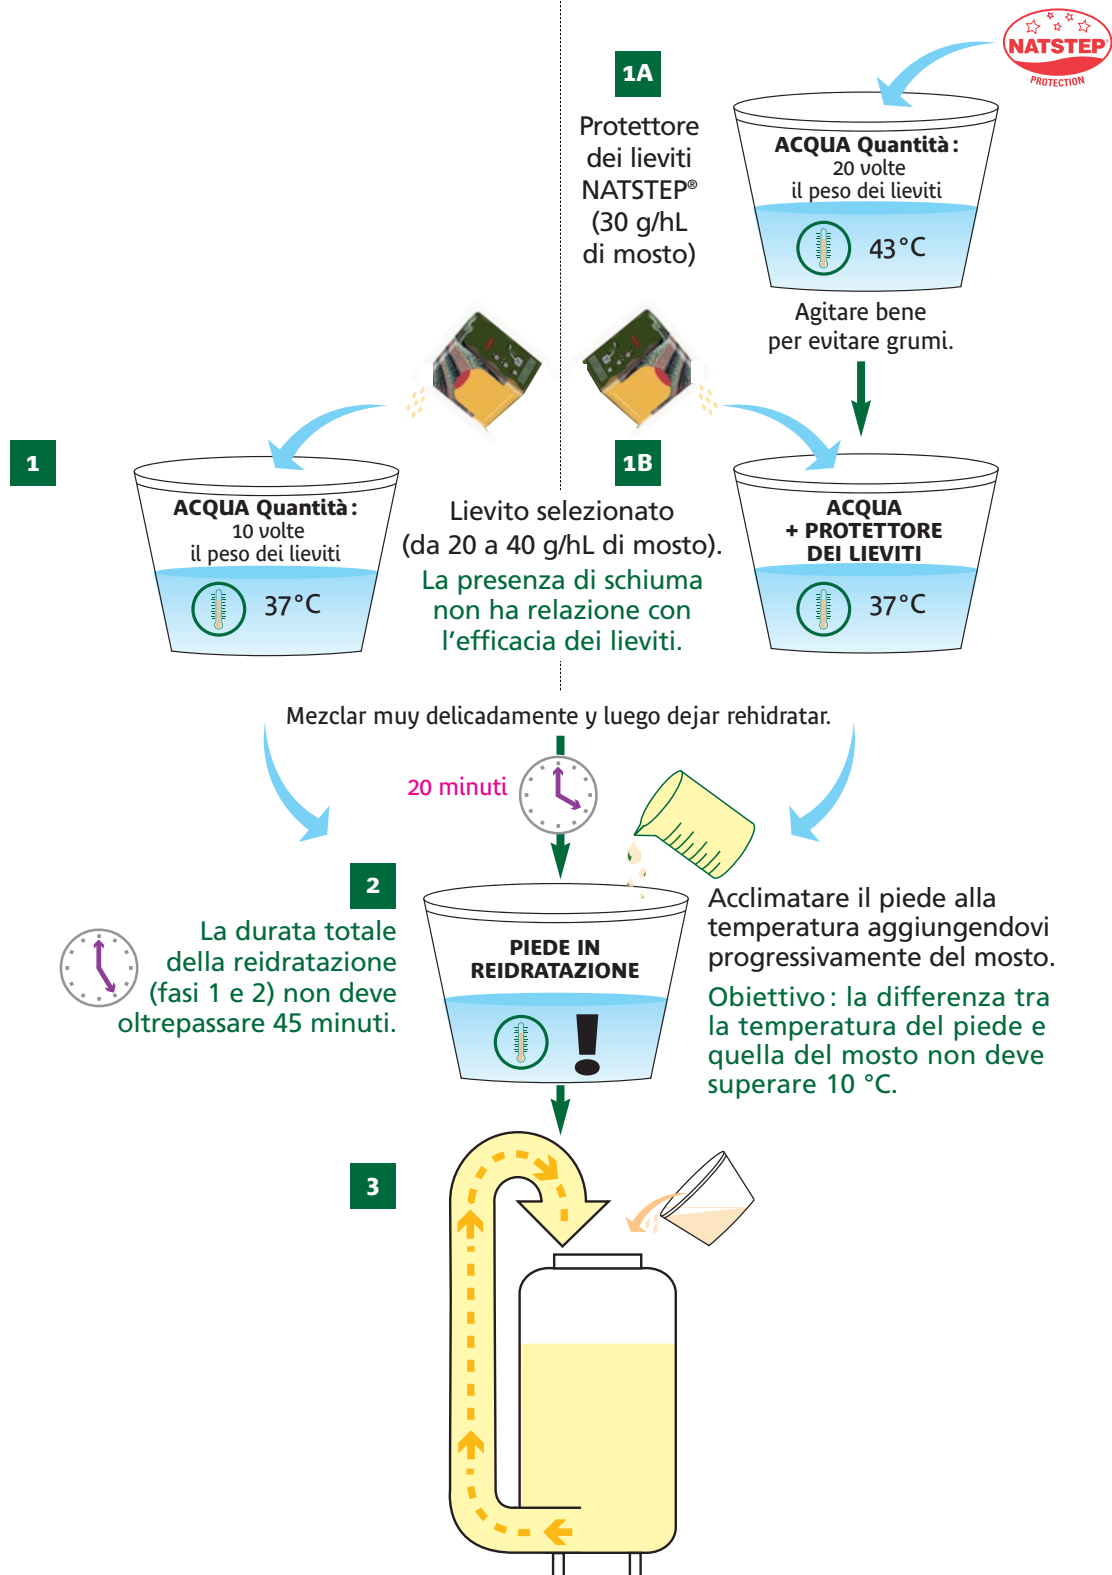 NATSTEP®
PROTECTION
1A
Protettore
dei lieviti
NATSTEP®
(30 g/hL
di mosto)
ACQUA Quantità :
20 volte
il peso dei lieviti
43°C
Agitare bene
per evitare grumi.
1
ACQUA Quantità :
10 volte
il peso dei lieviti
37°C
1B
Lievito selezionato
(da 20 a 40 g/hL di mosto).
La presenza di schiuma
non ha relazione con
l'efficacia dei lieviti.
ACQUA
+ PROTETTORE
DEI LIEVITI
37°C
Mezclar muy delicadamente y luego dejar rehidratar.
20 minuti
2
La durata totale
della reidratazione
(fasi 1 e 2) non deve
oltrepassare 45 minuti.
PIEDE IN
REIDRATAZIONE
!
Acclimatare il piede alla
temperatura aggiungendovi
progressivamente del mosto.
Obiettivo : la differenza tra
la temperatura del piede e
quella del mosto non deve
superare 10 °C.
3